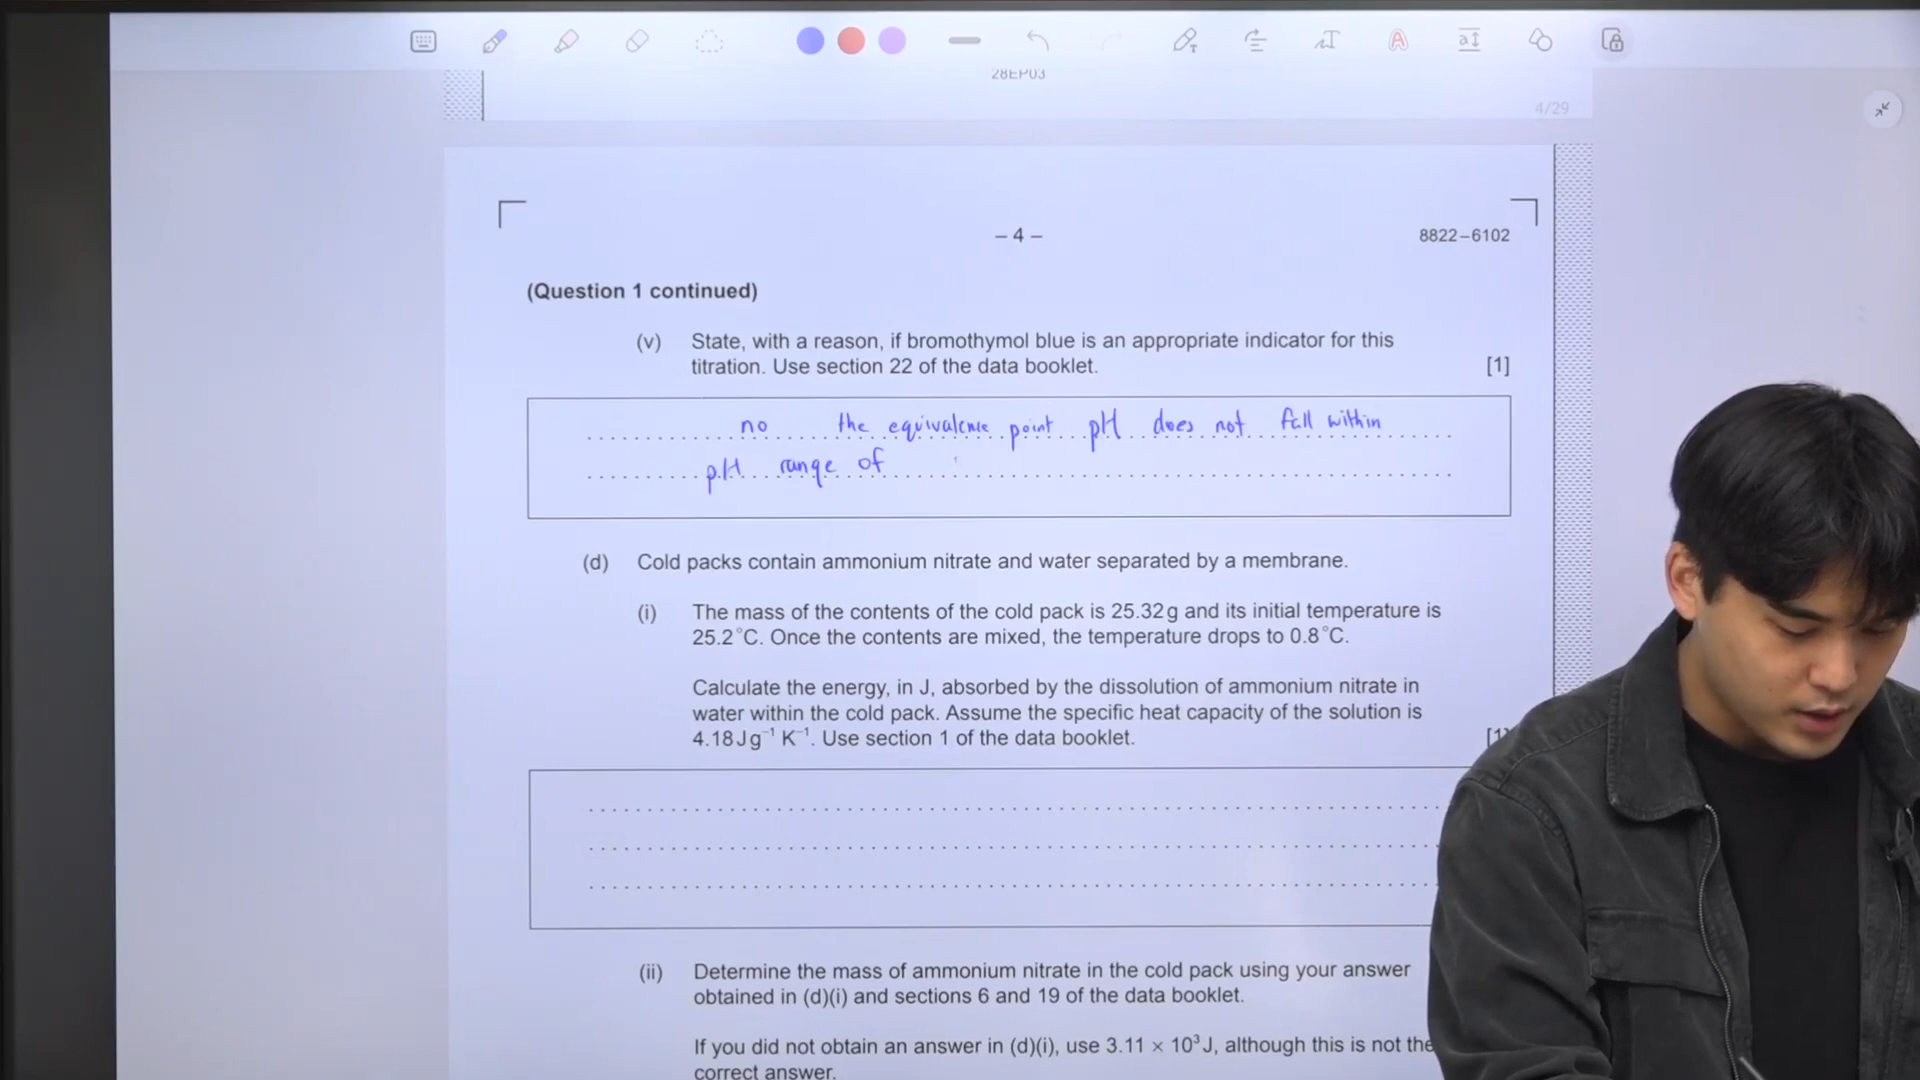 28EP03
4/29
– 4 –
8822–6102
(Question 1 continued)
(v) State, with a reason, if bromothymol blue is an appropriate indicator for this
titration. Use section 22 of the data booklet. [1]
no the equivalence point pH does not fall within
pH range of
(d) Cold packs contain ammonium nitrate and water separated by a membrane.
(i) The mass of the contents of the cold pack is 25.32 g and its initial temperature is
25.2 °C. Once the contents are mixed, the temperature drops to 0.8 °C.
Calculate the energy, in J, absorbed by the dissolution of ammonium nitrate in
water within the cold pack. Assume the specific heat capacity of the solution is
4.18 J g⁻¹ K⁻¹. Use section 1 of the data booklet. [1]
(ii) Determine the mass of ammonium nitrate in the cold pack using your answer
obtained in (d)(i) and sections 6 and 19 of the data booklet.
If you did not obtain an answer in (d)(i), use 3.11 × 10³ J, although this is not the
correct answer.